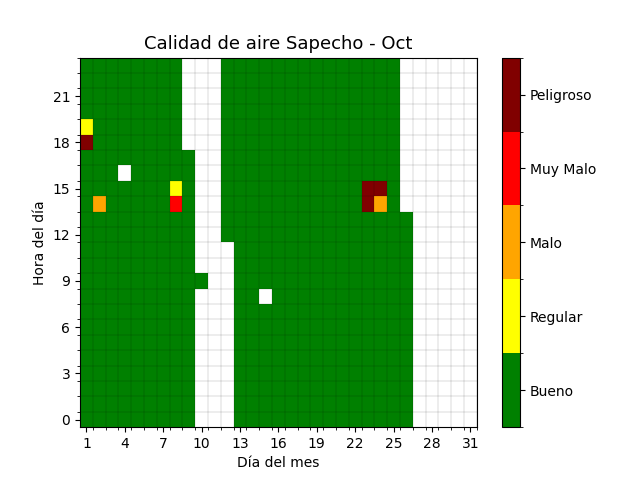 Calidad de aire Sapecho - Oct
Hora del día
21
18
15
12
9
6
3
0
1 4 7 10 13 16 19 22 25 28 31
Día del mes
Peligroso
Muy Malo
Malo
Regular
Bueno